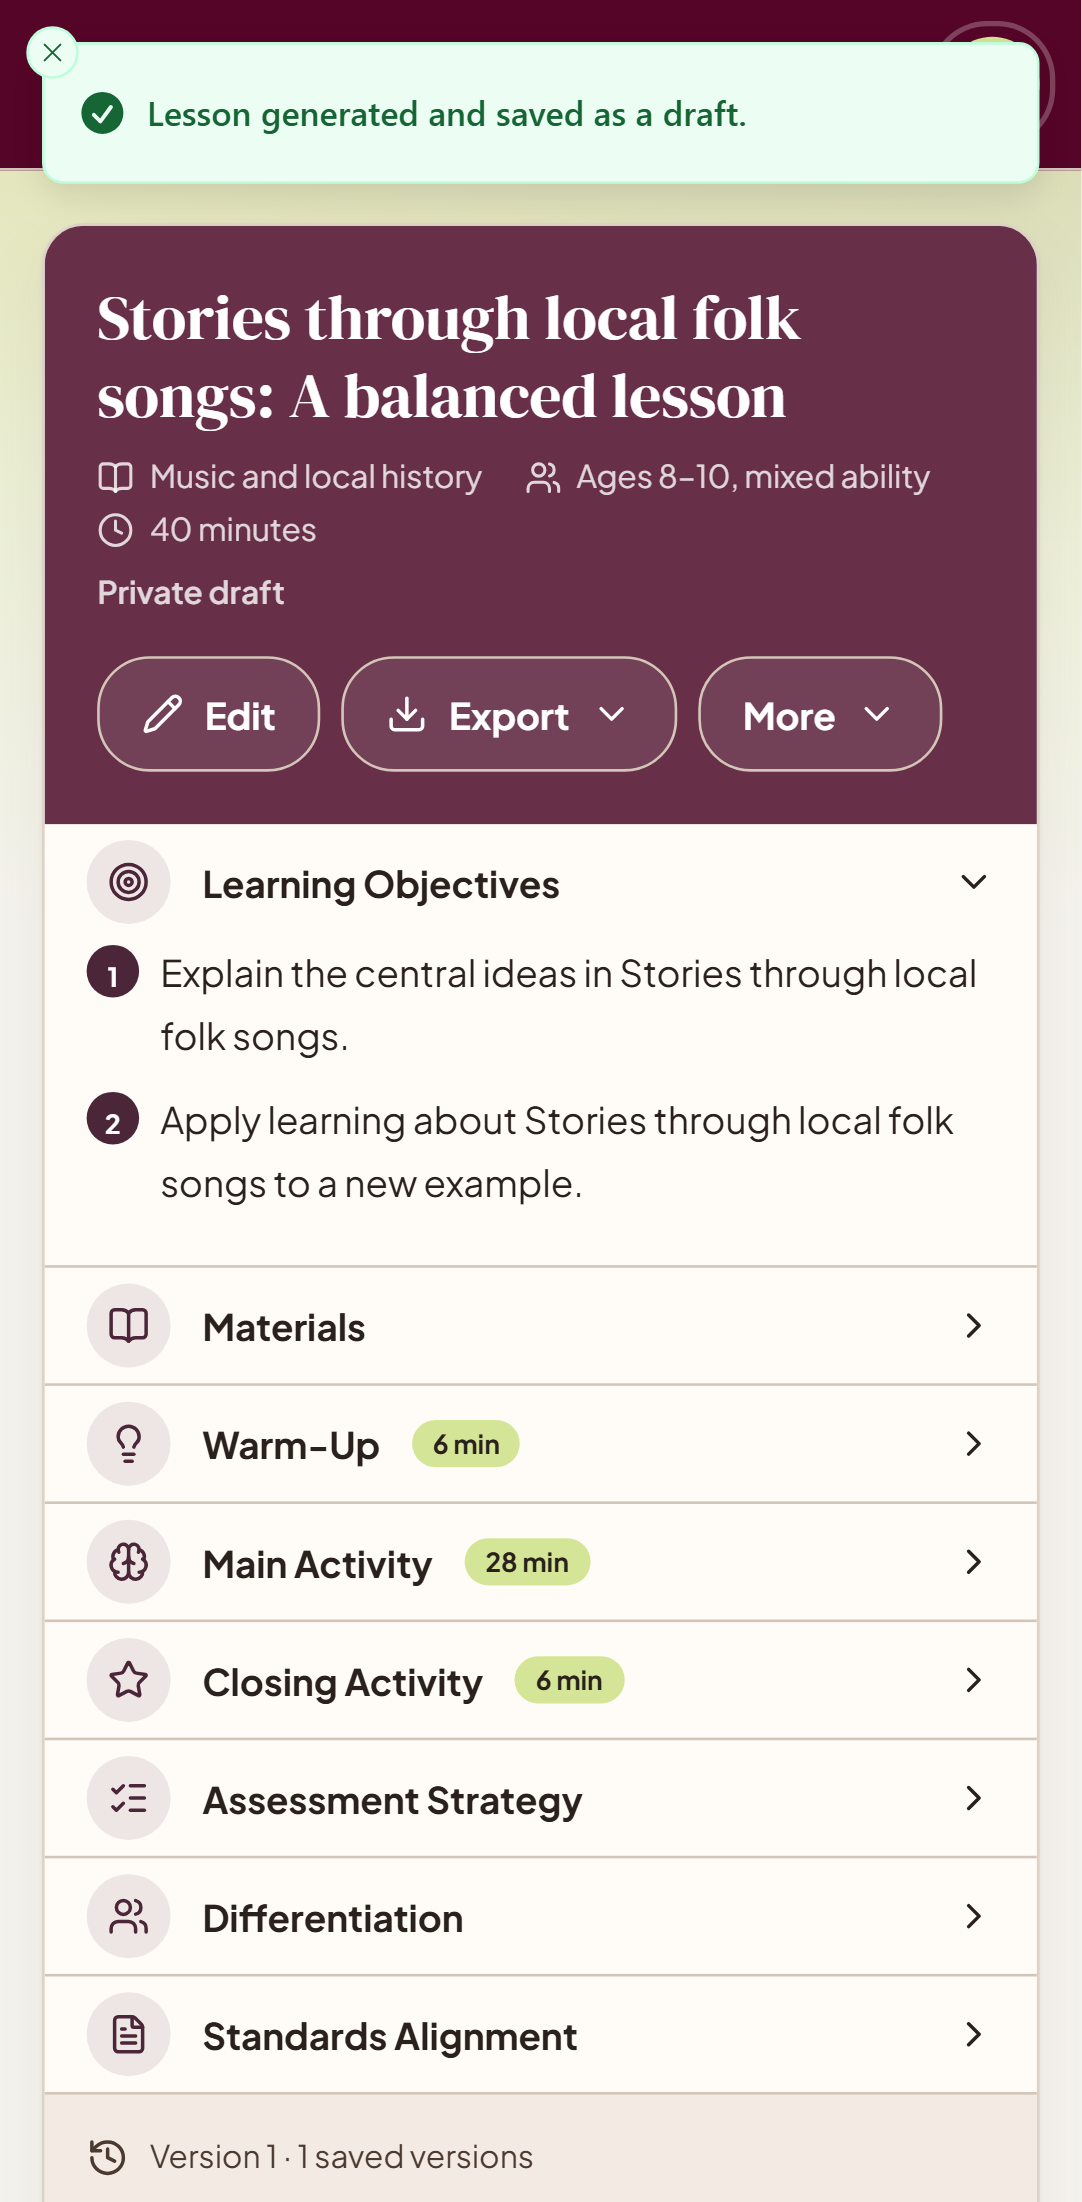 Lesson generated and saved as a draft.
Stories through local folk
songs: A balanced lesson
Music and local history
Ages 8–10, mixed ability
40 minutes
Private draft
Edit
Export
More
Learning Objectives
1 Explain the central ideas in Stories through local
folk songs.
2 Apply learning about Stories through local folk
songs to a new example.
Materials
Warm-Up 6 min
Main Activity 28 min
Closing Activity 6 min
Assessment Strategy
Differentiation
Standards Alignment
Version 1 · 1 saved versions